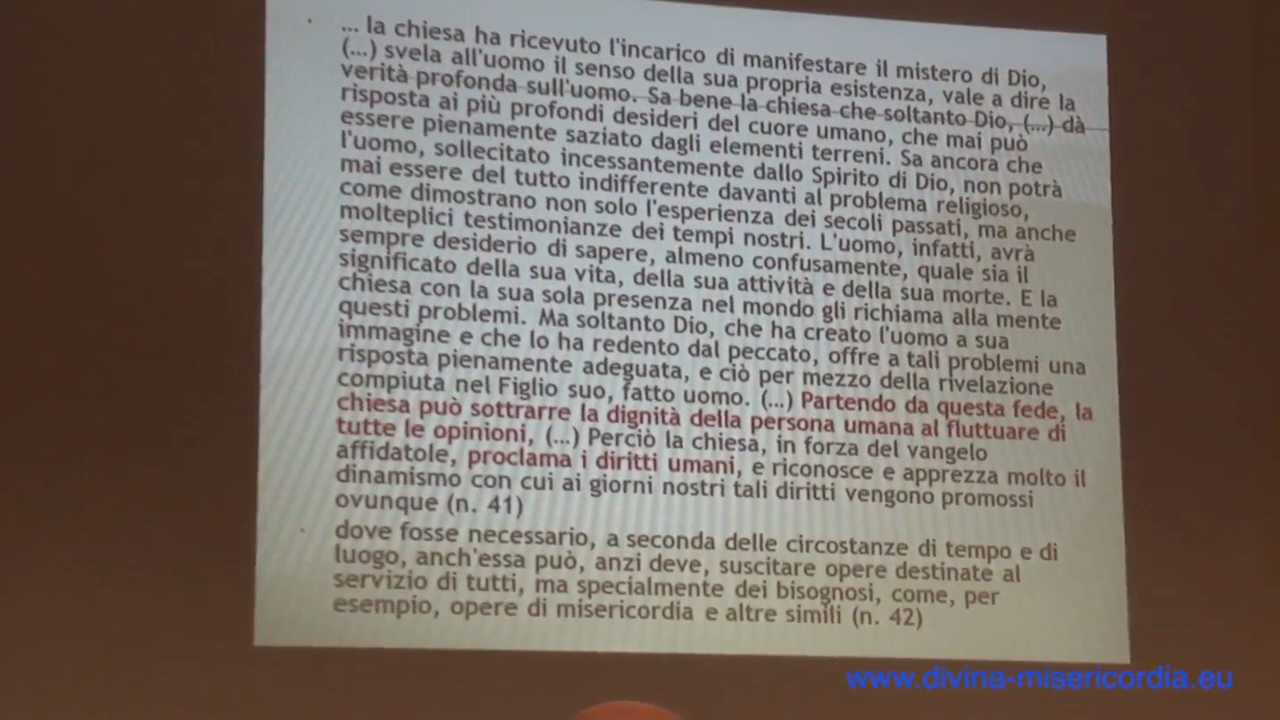 ... la chiesa ha ricevuto l'incarico di manifestare il mistero di Dio,
(...) svela all'uomo il senso della sua propria esistenza, vale a dire la
verità profonda sull'uomo. Sa bene la chiesa che soltanto Dio, (...) dà
risposta ai più profondi desideri del cuore umano, che mai può
essere pienamente saziato dagli elementi terreni. Sa ancora che
l'uomo, sollecitato incessantemente dallo Spirito di Dio, non potrà
mai essere del tutto indifferente davanti al problema religioso,
come dimostrano non solo l'esperienza dei secoli passati, ma anche
molteplici testimonianze dei tempi nostri. L'uomo, infatti, avrà
sempre desiderio di sapere, almeno confusamente, quale sia il
significato della sua vita, della sua attività e della sua morte. E la
chiesa con la sua sola presenza nel mondo gli richiama alla mente
questi problemi. Ma soltanto Dio, che ha creato l'uomo a sua
immagine e che lo ha redento dal peccato, offre a tali problemi una
risposta pienamente adeguata, e ciò per mezzo della rivelazione
compiuta nel Figlio suo, fatto uomo. (...) Partendo da questa fede, la
chiesa può sottrarre la dignità della persona umana al fluttuare di
tutte le opinioni, (...) Perciò la chiesa, in forza del vangelo
affidatole, proclama i diritti umani, e riconosce e apprezza molto il
dinamismo con cui ai giorni nostri tali diritti vengono promossi
ovunque (n. 41)
dove fosse necessario, a seconda delle circostanze di tempo e di
luogo, anch'essa può, anzi deve, suscitare opere destinate al
servizio di tutti, ma specialmente dei bisognosi, come, per
esempio, opere di misericordia e altre simili (n. 42)
www.divina-misericordia.eu